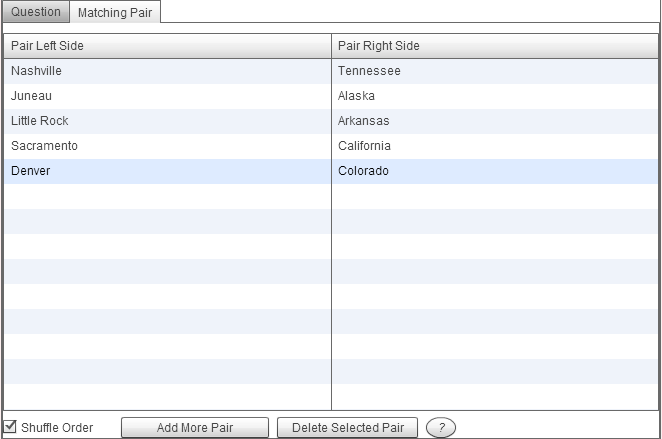 Question Matching Pair
Pair Left Side Pair Right Side
Nashville Tennessee
Juneau Alaska
Little Rock Arkansas
Sacramento California
Denver Colorado
Shuffle Order Add More Pair Delete Selected Pair ?